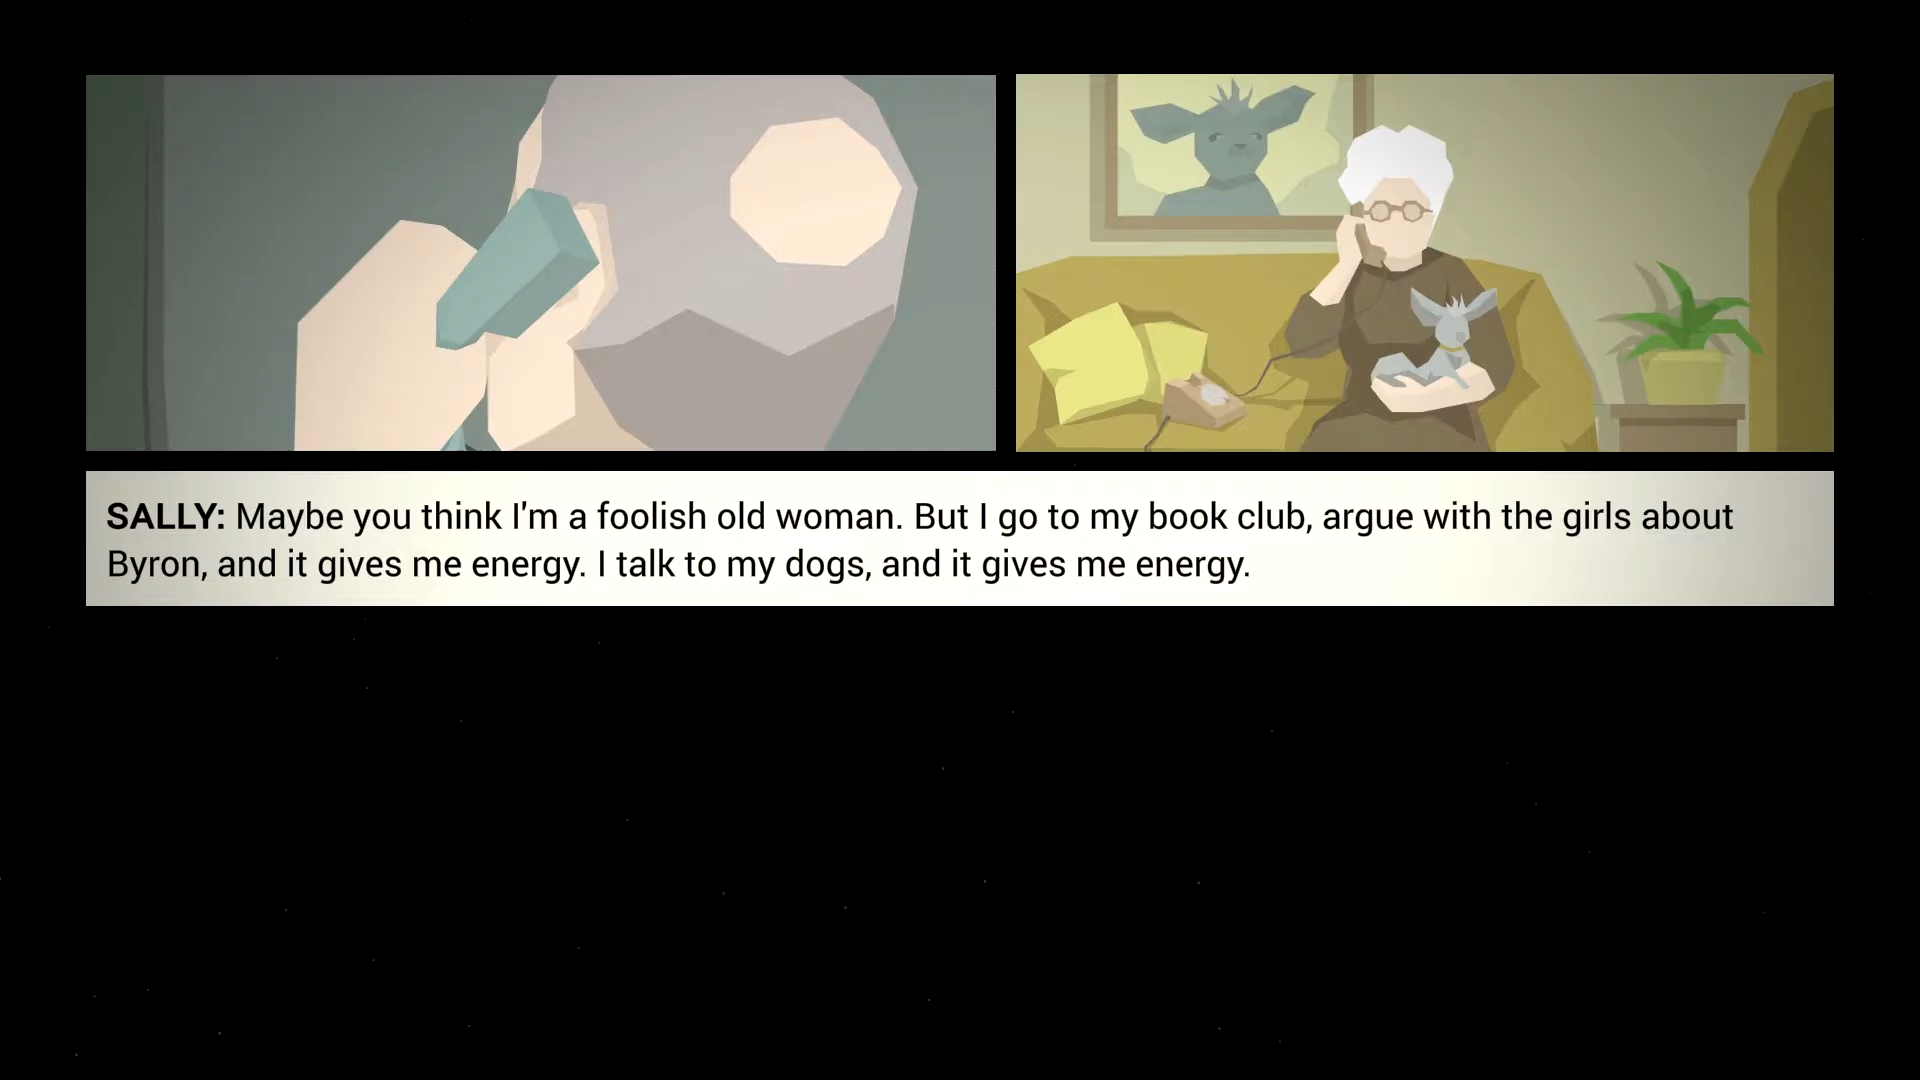 SALLY: Maybe you think I'm a foolish old woman. But I go to my book club, argue with the girls about
Byron, and it gives me energy. I talk to my dogs, and it gives me energy.